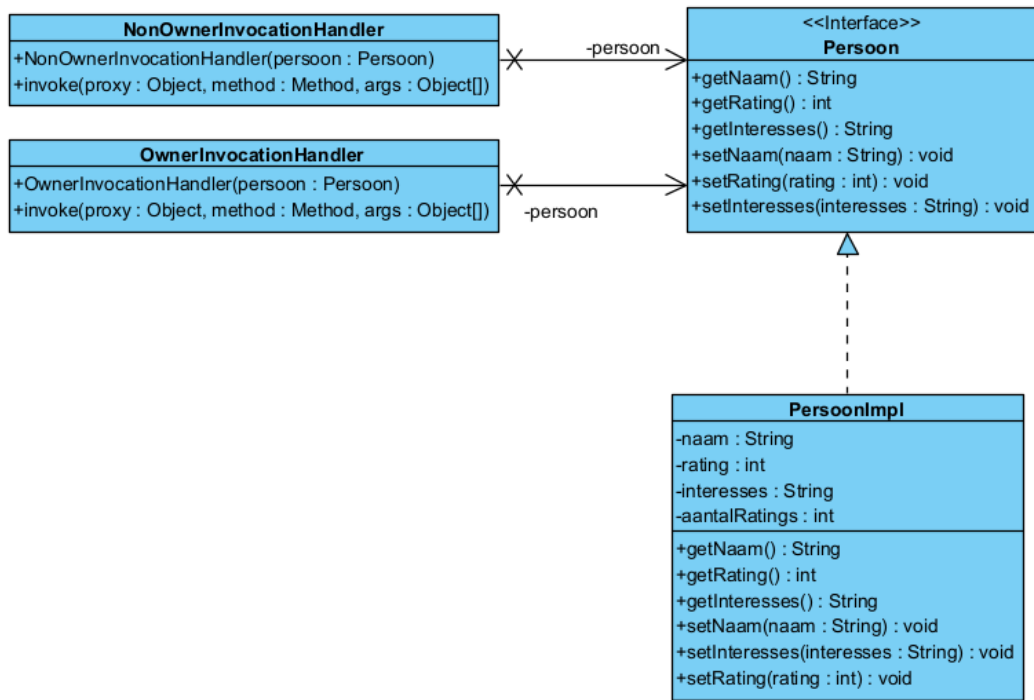 NonOwnerInvocationHandler
+NonOwnerInvocationHandler(persoon : Persoon)
+invoke(proxy : Object, method : Method, args : Object[])
-persoon
OwnerInvocationHandler
+OwnerInvocationHandler(persoon : Persoon)
+invoke(proxy : Object, method : Method, args : Object[])
-persoon
<<Interface>>
Persoon
+getNaam() : String
+getRating() : int
+getInteresses() : String
+setNaam(naam : String) : void
+setRating(rating : int) : void
+setInteresses(interesses : String) : void
PersoonImpl
-naam : String
-rating : int
-interesses : String
-aantalRatings : int
+getNaam() : String
+getRating() : int
+getInteresses() : String
+setNaam(naam : String) : void
+setInteresses(interesses : String) : void
+setRating(rating : int) : void